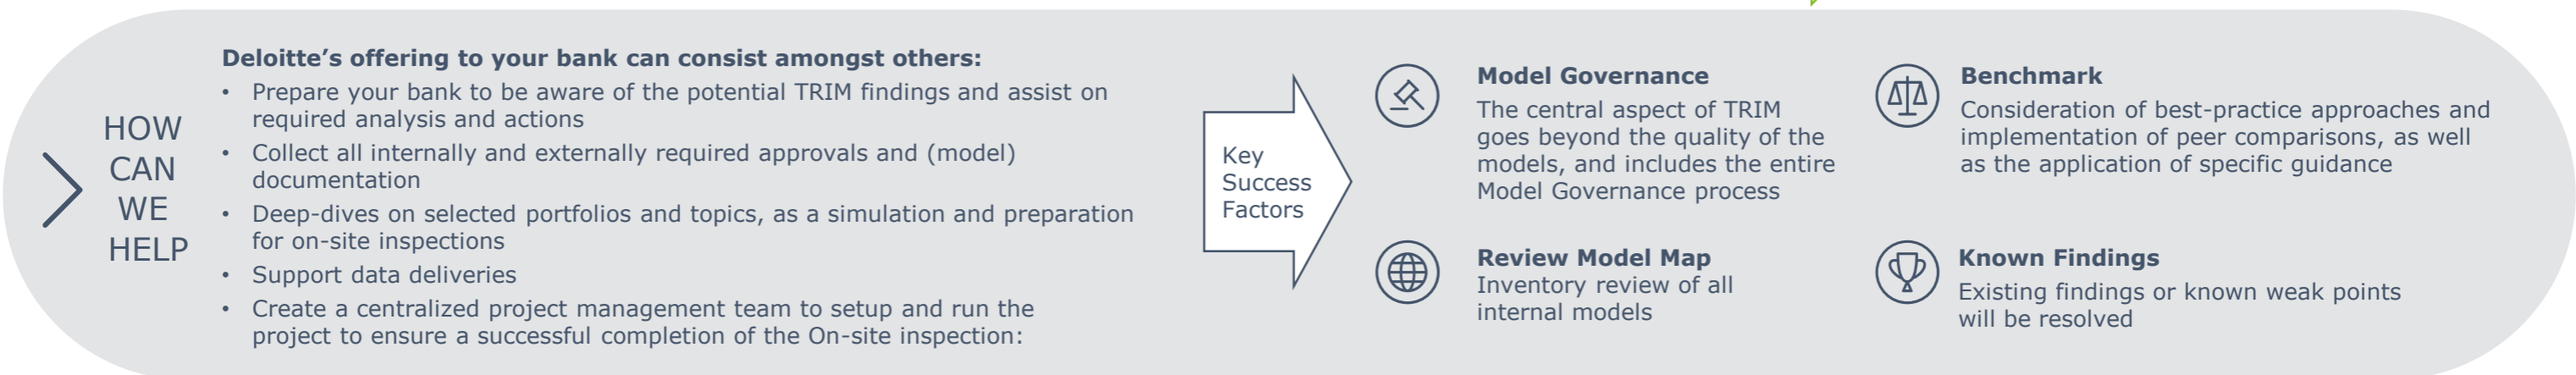 HOW
CAN
WE
HELP
Deloitte’s offering to your bank can consist amongst others:
• Prepare your bank to be aware of the potential TRIM findings and assist on
required analysis and actions
• Collect all internally and externally required approvals and (model)
documentation
• Deep-dives on selected portfolios and topics, as a simulation and preparation
for on-site inspections
• Support data deliveries
• Create a centralized project management team to setup and run the
project to ensure a successful completion of the On-site inspection:
Key
Success
Factors
Model Governance
The central aspect of TRIM
goes beyond the quality of the
models, and includes the entire
Model Governance process
Benchmark
Consideration of best-practice approaches and
implementation of peer comparisons, as well
as the application of specific guidance
Review Model Map
Inventory review of all
internal models
Known Findings
Existing findings or known weak points
will be resolved